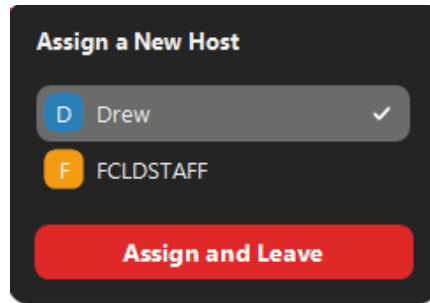 Assign a New Host
D Drew
F FCLDSTAFF
Assign and Leave